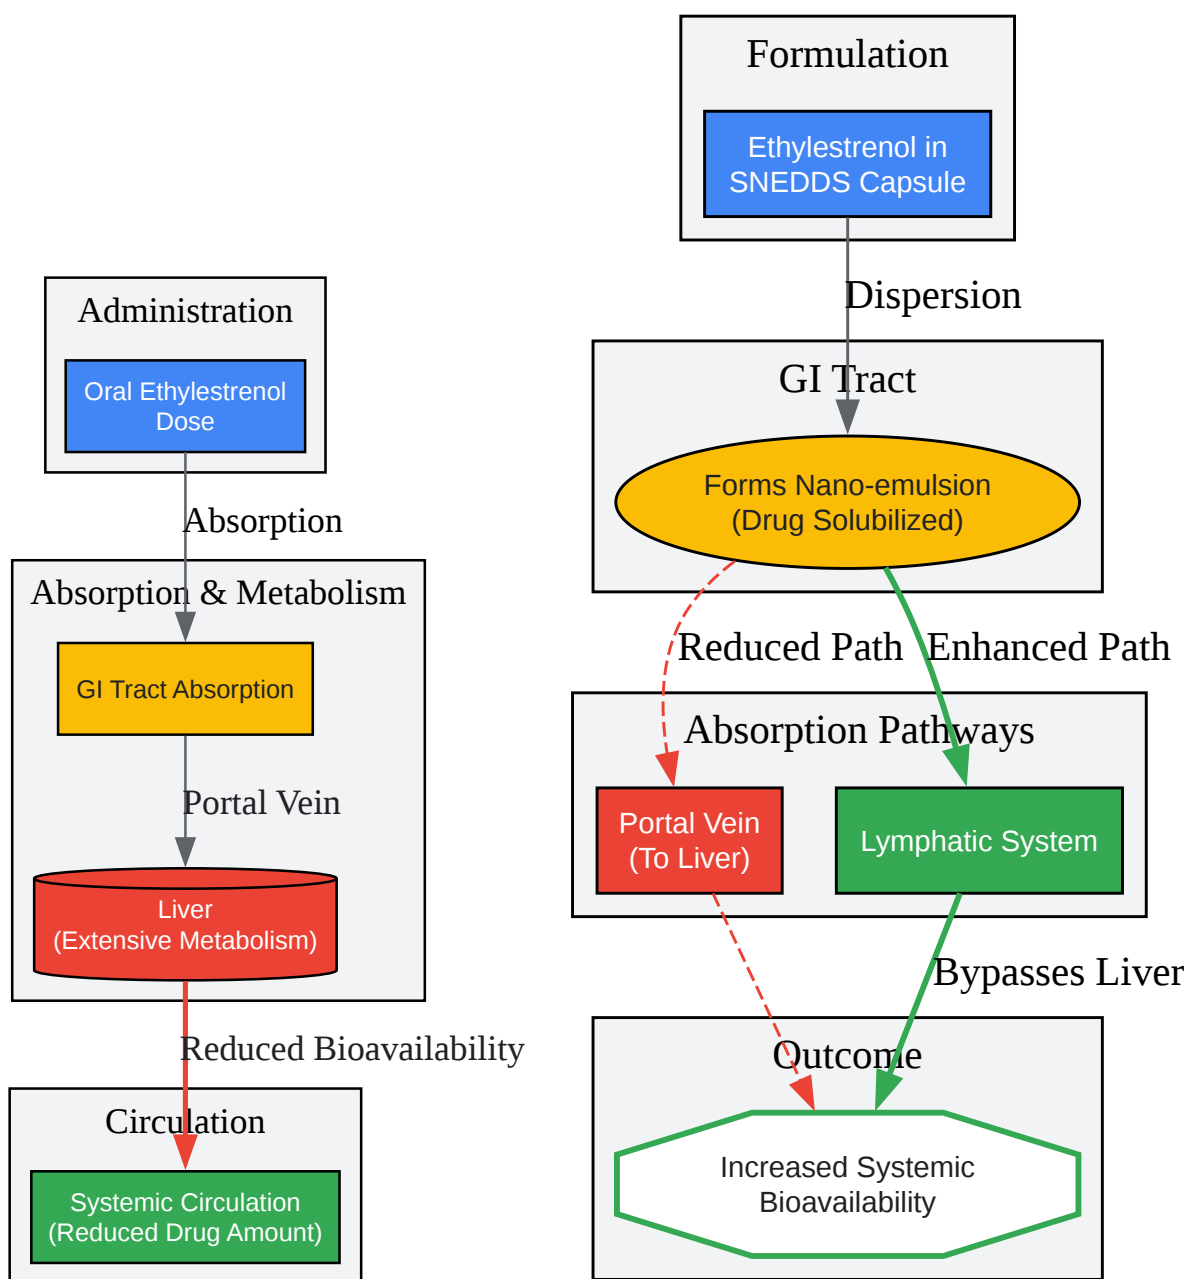 Administration
Oral Ethylestrenol
Dose
Absorption
Absorption & Metabolism
GI Tract Absorption
Portal Vein
Liver
(Extensive Metabolism)
Reduced Bioavailability
Circulation
Systemic Circulation
(Reduced Drug Amount)
Formulation
Ethylestrenol in
SNEDDS Capsule
Dispersion
GI Tract
Forms Nano-emulsion
(Drug Solubilized)
Reduced Path
Enhanced Path
Absorption Pathways
Portal Vein
(To Liver)
Lymphatic System
Bypasses Liver
Outcome
Increased Systemic
Bioavailability